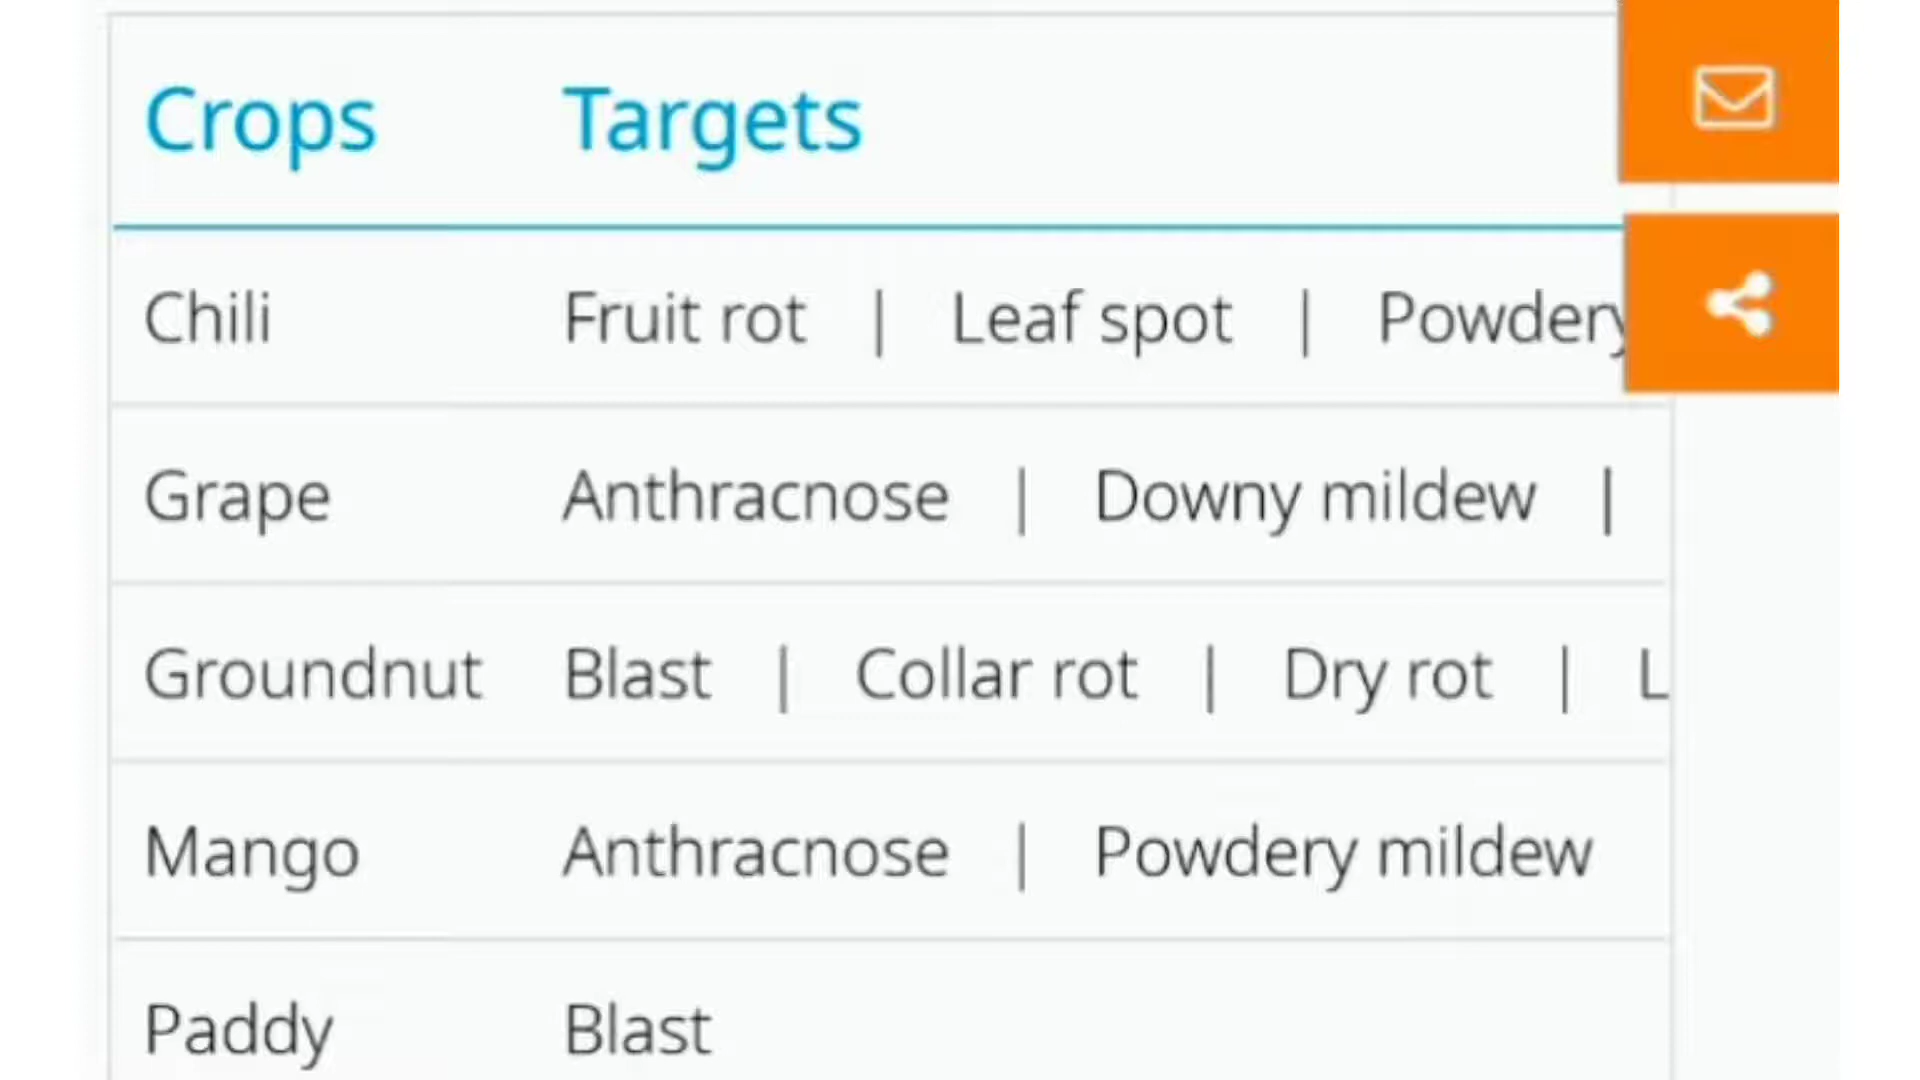 Crops Targets
Chili Fruit rot | Leaf spot | Powdery
Grape Anthracnose | Downy mildew |
Groundnut Blast | Collar rot | Dry rot | L
Mango Anthracnose | Powdery mildew
Paddy Blast